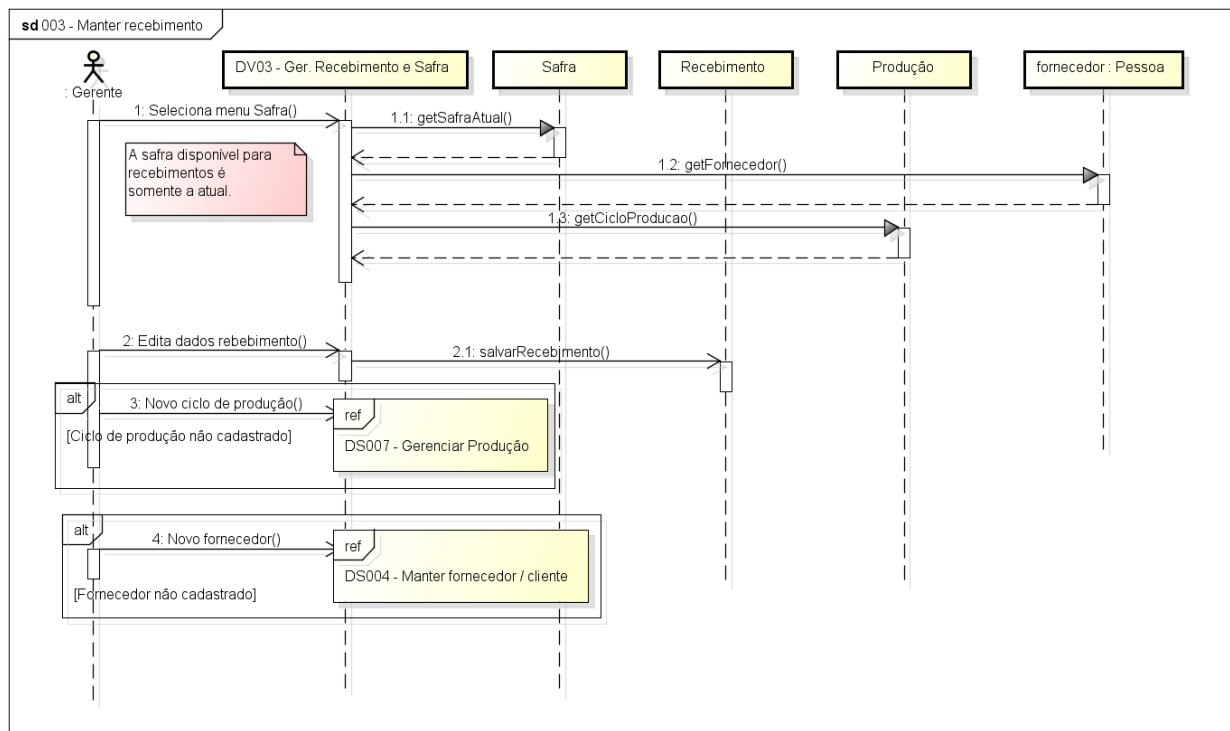 sd 003 - Manter recebimento
: Gerente
DV03 - Ger. Recebimento e Safra
Safra
Recebimento
Produção
fornecedor : Pessoa
1: Seleciona menu Safra()
1.1: getSafraAtual()
A safra disponível para
recebimentos é
somente a atual.
1.2: getFornecedor()
1.3: getCicloProducao()
2: Edita dados rebebimento()
2.1: salvarRecebimento()
alt
3: Novo ciclo de produção()
ref
[Ciclo de produção não cadastrado]
DS007 - Gerenciar Produção
alt
4: Novo fornecedor()
ref
DS004 - Manter fornecedor / cliente
[Fornecedor não cadastrado]